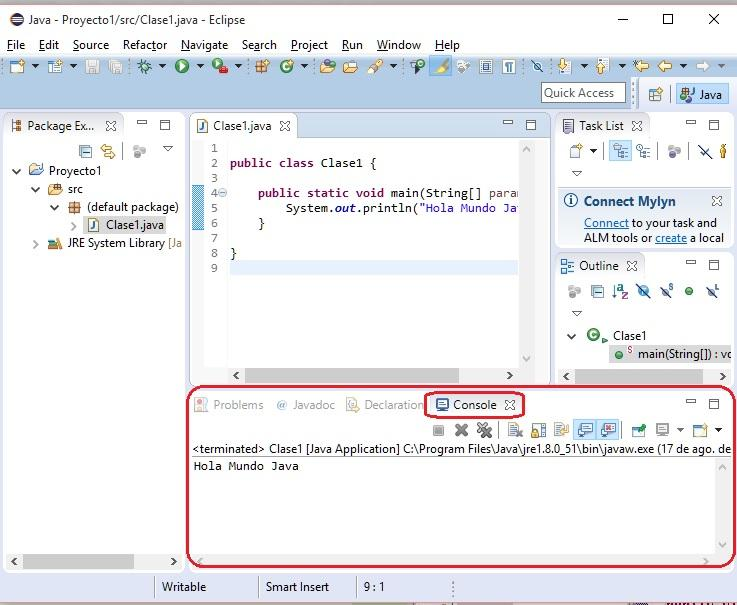 Java - Proyecto1/src/Clase1.java - Eclipse
File Edit Source Refactor Navigate Search Project Run Window Help
Quick Access
Java
Package Ex...
Proyecto1
src
(default package)
Clase1.java
JRE System Library [Ja
Clase1.java
1
2 public class Clase1 {
3
4 public static void main(String[] para
5 System.out.println("Hola Mundo Ja
6 }
7
8 }
9
Task List
Connect Mylyn
Connect to your task and
ALM tools or create a local
Outline
Clase1
main(String[]) : vo
Problems @ Javadoc Declaration Console
<terminated> Clase1 [Java Application] C:\Program Files\Java\jre1.8.0_51\bin\javaw.exe (17 de ago. de
Hola Mundo Java
Writable Smart Insert 9 : 1